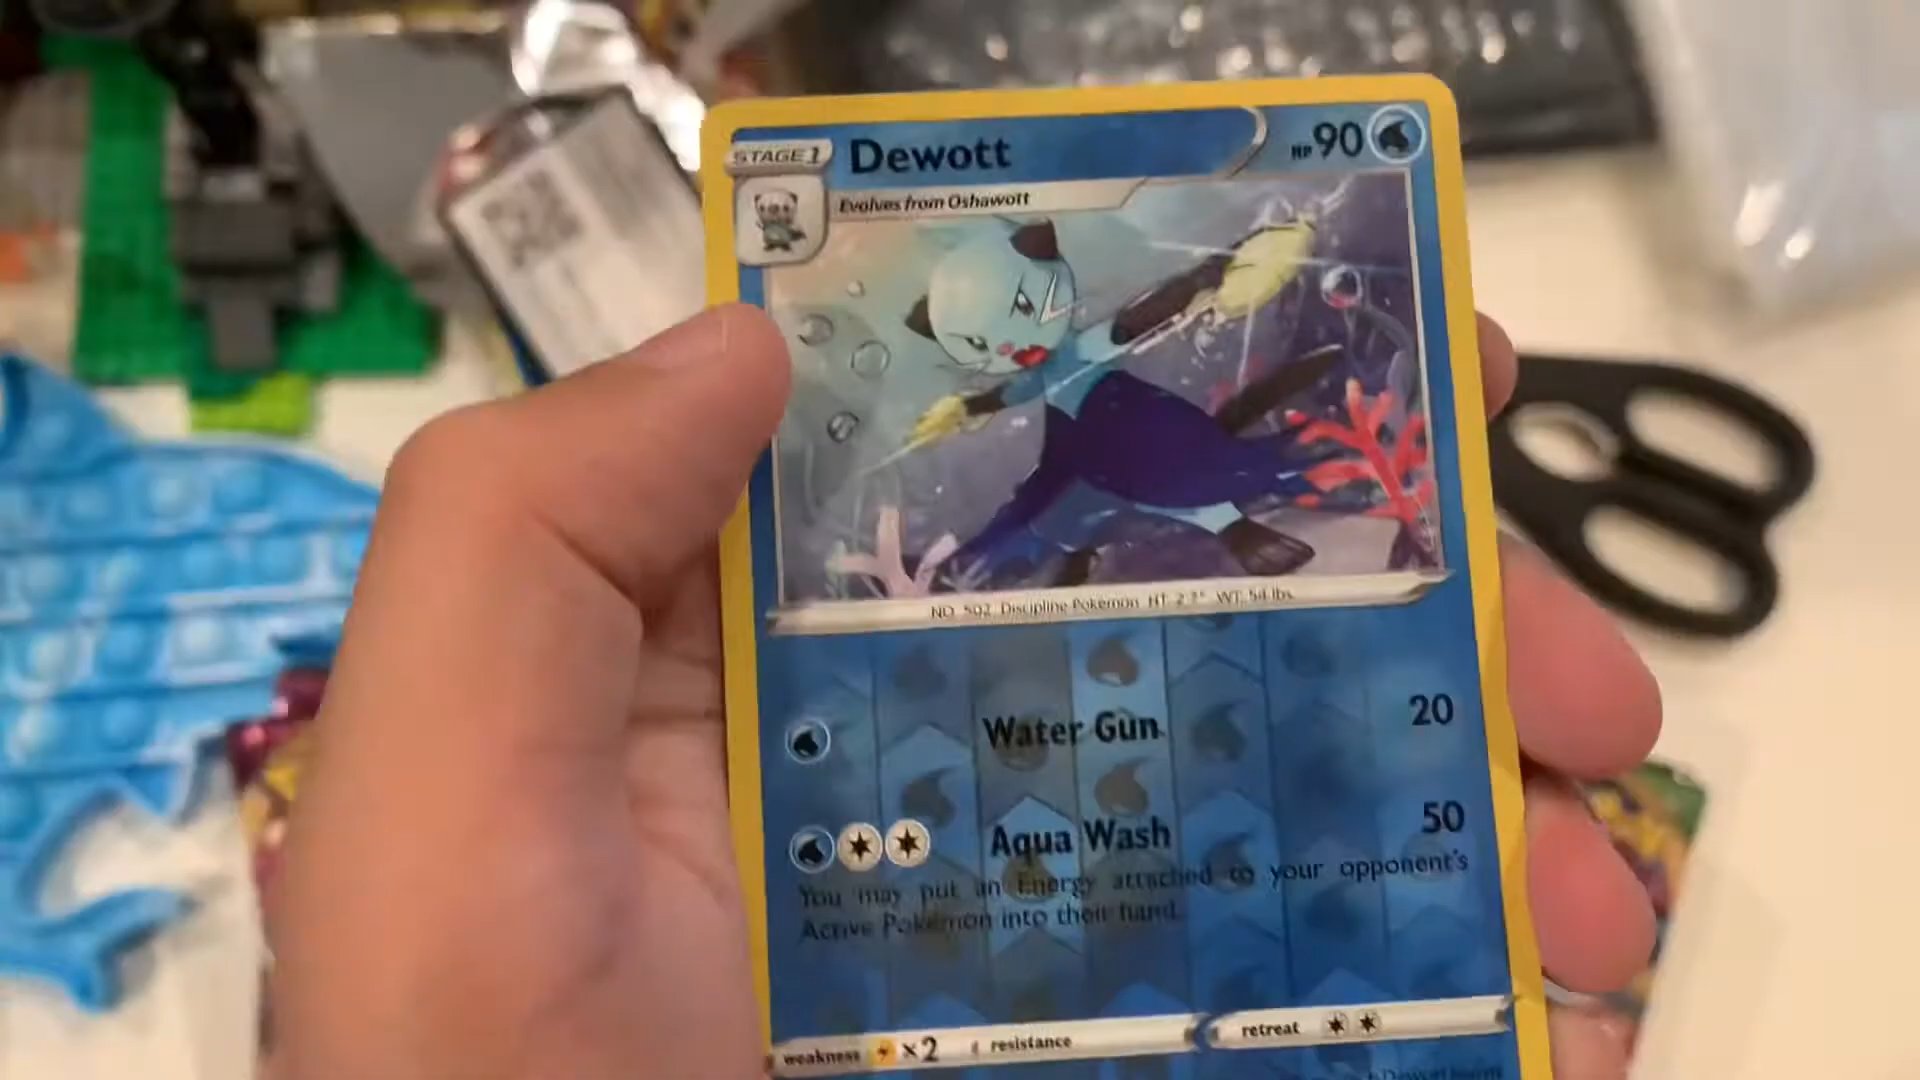 STAGE 1
Dewott
HP 90
Evolves from Oshawott
NO. 502 Discipline Pokémon HT: 2'7" WT: 54 lbs.
Water Gun 20
Aqua Wash 50
You may put an Energy attached to your opponent's
Active Pokémon into their hand.
weakness ×2 resistance retreat